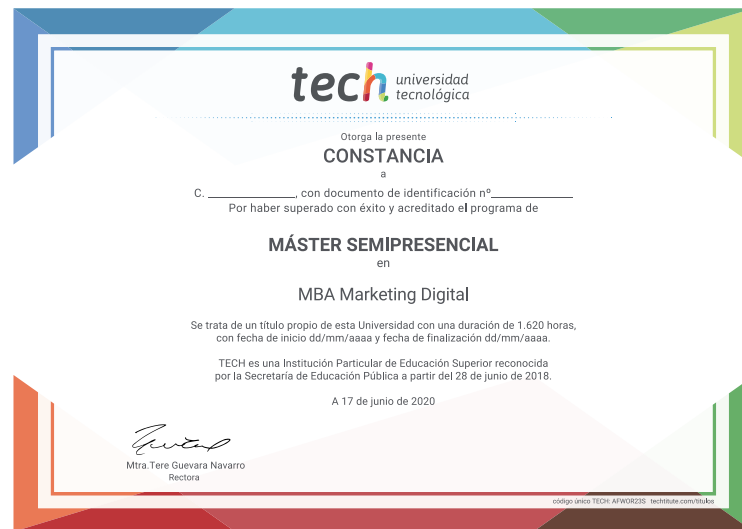 tech universidad
tecnológica
Otorga la presente
CONSTANCIA
a
C. ______________, con documento de identificación nº______________
Por haber superado con éxito y acreditado el programa de
MÁSTER SEMIPRESENCIAL
en
MBA Marketing Digital
Se trata de un título propio de esta Universidad con una duración de 1.620 horas,
con fecha de inicio dd/mm/aaaa y fecha de finalización dd/mm/aaaa.
TECH es una Institución Particular de Educación Superior reconocida
por la Secretaría de Educación Pública a partir del 28 de junio de 2018.
A 17 de junio de 2020
Mtra.Tere Guevara Navarro
Rectora
código único TECH: AFWOR23S techtitute.com/titulos